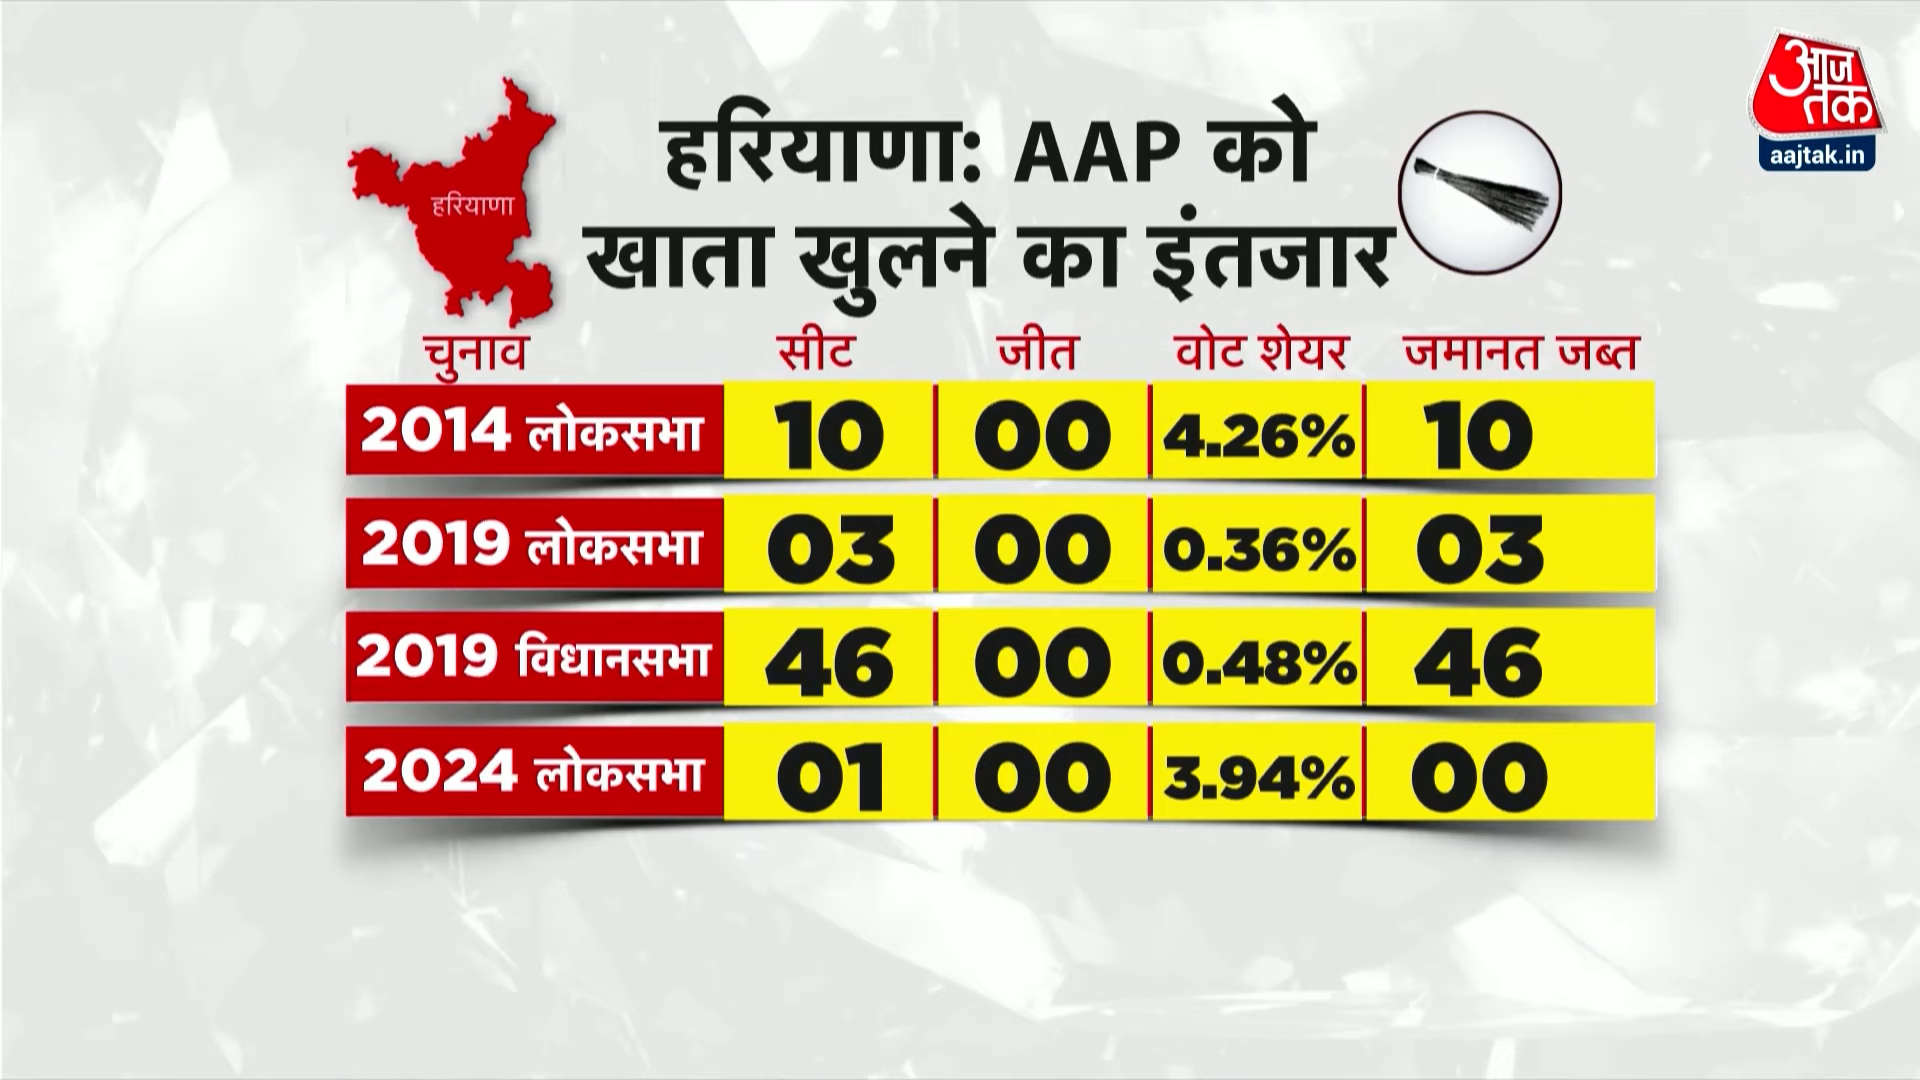 आज
तक
aajtak.in
हरियाणा
हरियाणा: AAP को
खाता खुलने का इंतजार
चुनाव सीट जीत वोट शेयर जमानत जब्त
2014 लोकसभा 10 00 4.26% 10
2019 लोकसभा 03 00 0.36% 03
2019 विधानसभा 46 00 0.48% 46
2024 लोकसभा 01 00 3.94% 00